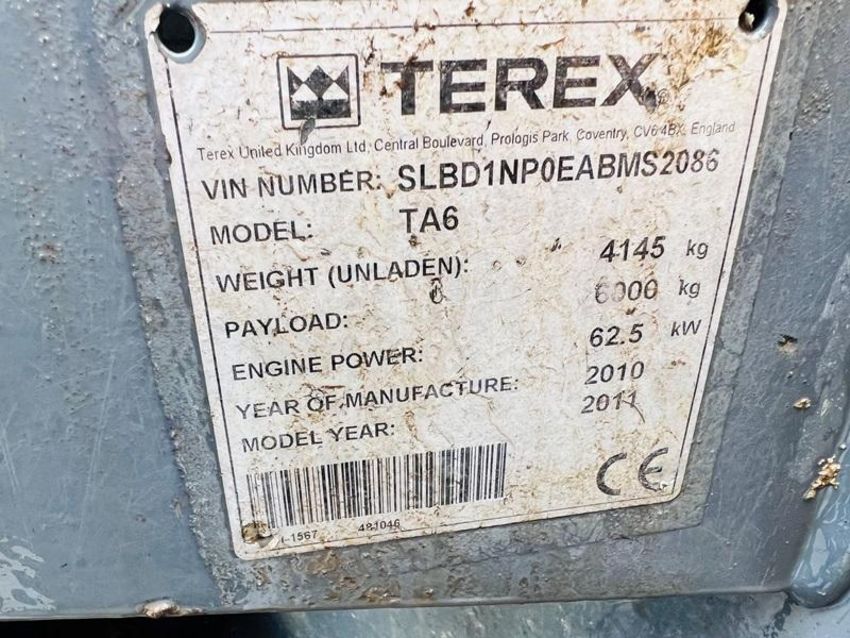 TEREX®
Terex United Kingdom Ltd, Central Boulevard, Prologis Park, Coventry, CV6 4BX, England
VIN NUMBER: SLBD1NP0EABMS2086
MODEL: TA6
WEIGHT (UNLADEN): 4145 kg
PAYLOAD: 6000 kg
ENGINE POWER: 62.5 kW
YEAR OF MANUFACTURE: 2010
MODEL YEAR: 2011
CE
481046